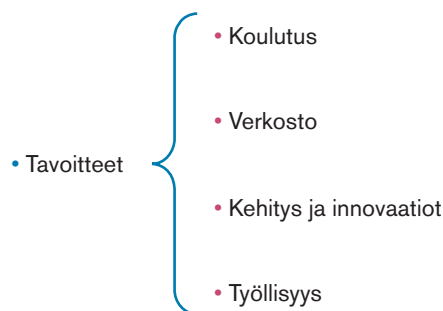 • Koulutus
• Verkosto
• Tavoitteet
• Kehitys ja innovaatiot
• Työllisyys